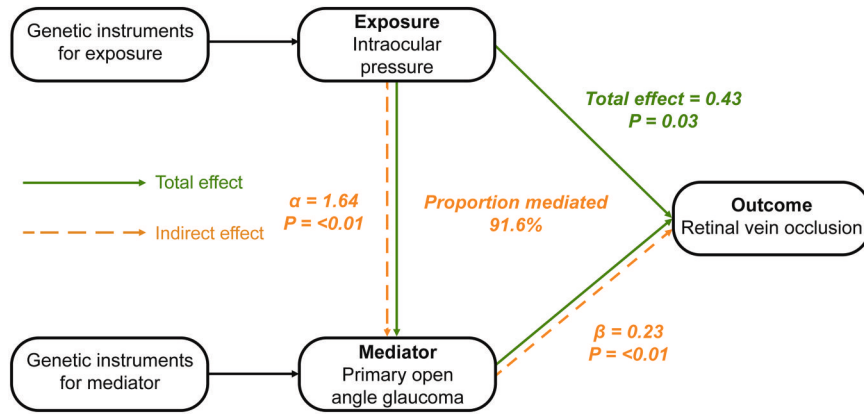 Genetic instruments
for exposure
Exposure
Intraocular
pressure
Total effect = 0.43
P = 0.03
Total effect
Indirect effect
α = 1.64
P = <0.01
Proportion mediated
91.6%
Outcome
Retinal vein occlusion
Genetic instruments
for mediator
Mediator
Primary open
angle glaucoma
β = 0.23
P = <0.01